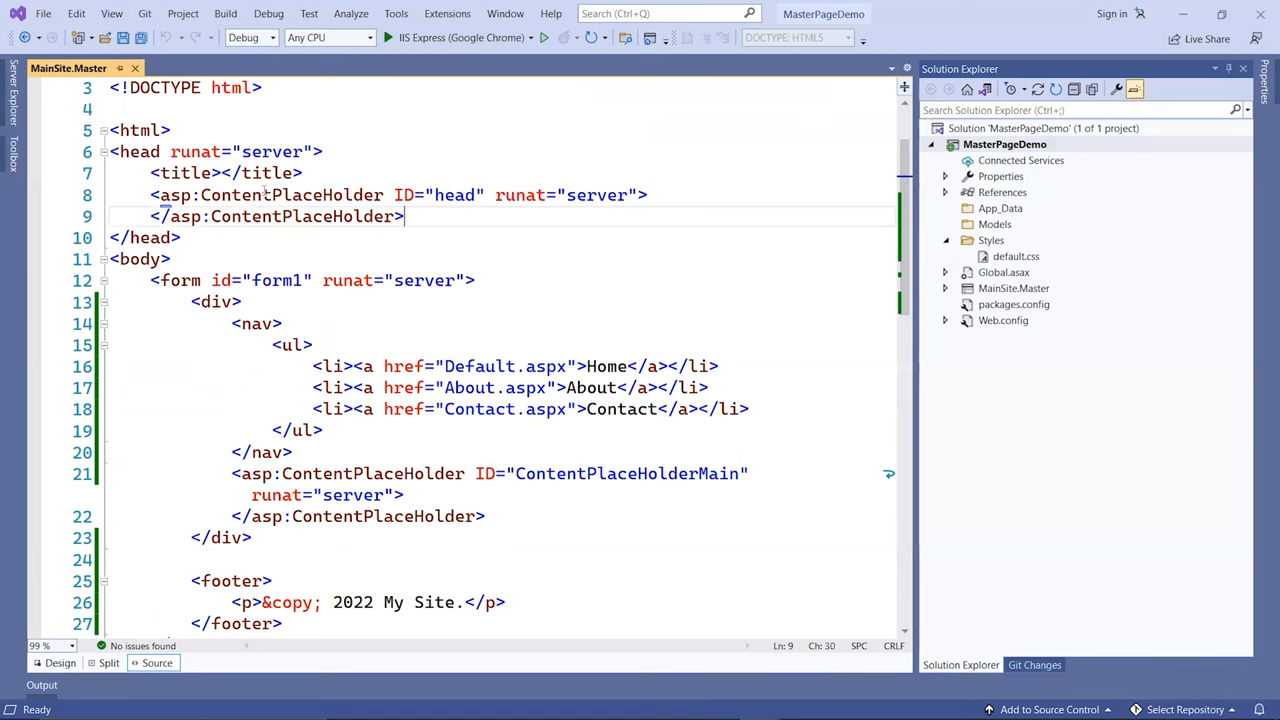 File Edit View Git Project Build Debug Test Analyze Tools Extensions Window Help Search (Ctrl+Q) MasterPageDemo Sign in
Debug Any CPU IIS Express (Google Chrome) DOCTYPE: HTML5 Live Share
Server Explorer
Toolbox
MainSite.Master
3 <!DOCTYPE html>
4
5 <html>
6 <head runat="server">
7 <title></title>
8 <asp:ContentPlaceHolder ID="head" runat="server">
9 </asp:ContentPlaceHolder>
10 </head>
11 <body>
12 <form id="form1" runat="server">
13 <div>
14 <nav>
15 <ul>
16 <li><a href="Default.aspx">Home</a></li>
17 <li><a href="About.aspx">About</a></li>
18 <li><a href="Contact.aspx">Contact</a></li>
19 </ul>
20 </nav>
21 <asp:ContentPlaceHolder ID="ContentPlaceHolderMain"
runat="server">
22 </asp:ContentPlaceHolder>
23 </div>
24
25 <footer>
26 <p>&copy; 2022 My Site.</p>
27 </footer>
99 % No issues found Ln: 9 Ch: 30 SPC CRLF
Design Split Source
Output
Solution Explorer
Search Solution Explorer (Ctrl+;)
Solution 'MasterPageDemo' (1 of 1 project)
MasterPageDemo
Connected Services
Properties
References
App_Data
Models
Styles
default.css
Global.asax
MainSite.Master
packages.config
Web.config
Solution Explorer Git Changes
Properties
Ready Add to Source Control Select Repository